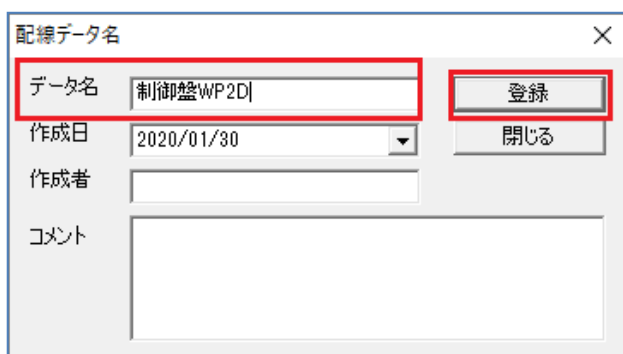 配線データ名
データ名 制御盤WP2D 登録
作成日 2020/01/30 閉じる
作成者
コメント